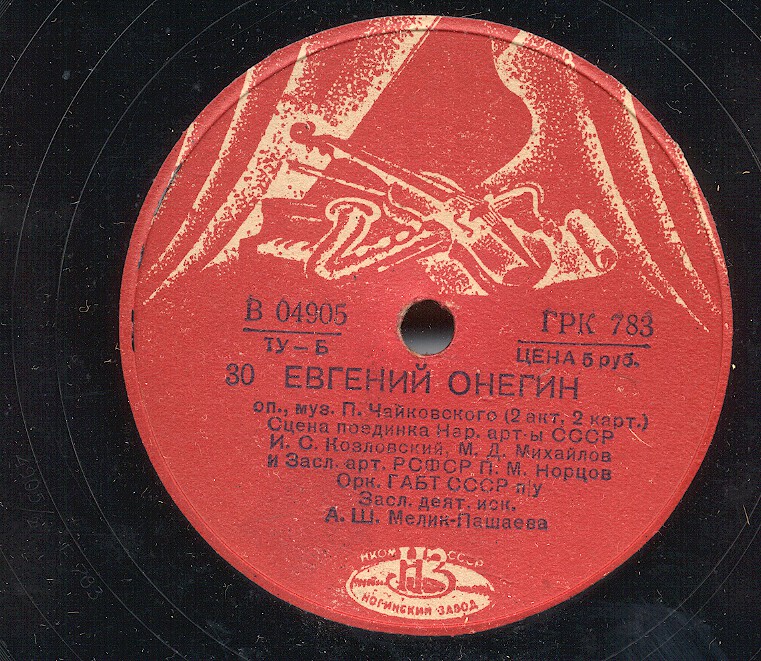 В 04905
ТУ–Б
ГРК 783
ЦЕНА 5 руб.
30 ЕВГЕНИЙ ОНЕГИН
оп., муз. П. Чайковского (2 акт, 2 карт.)
Сцена поединка Нар. арт-ы СССР
И. С. Козловский, М. Д. Михайлов
и Засл. арт. РСФСР П. М. Норцов
Орк. ГАБТ СССР п/у
Засл. деят. иск.
А. Ш. Мелик-Пашаева
НКОМ НЗ СССР
НОГИНСКИЙ ЗАВОД
783